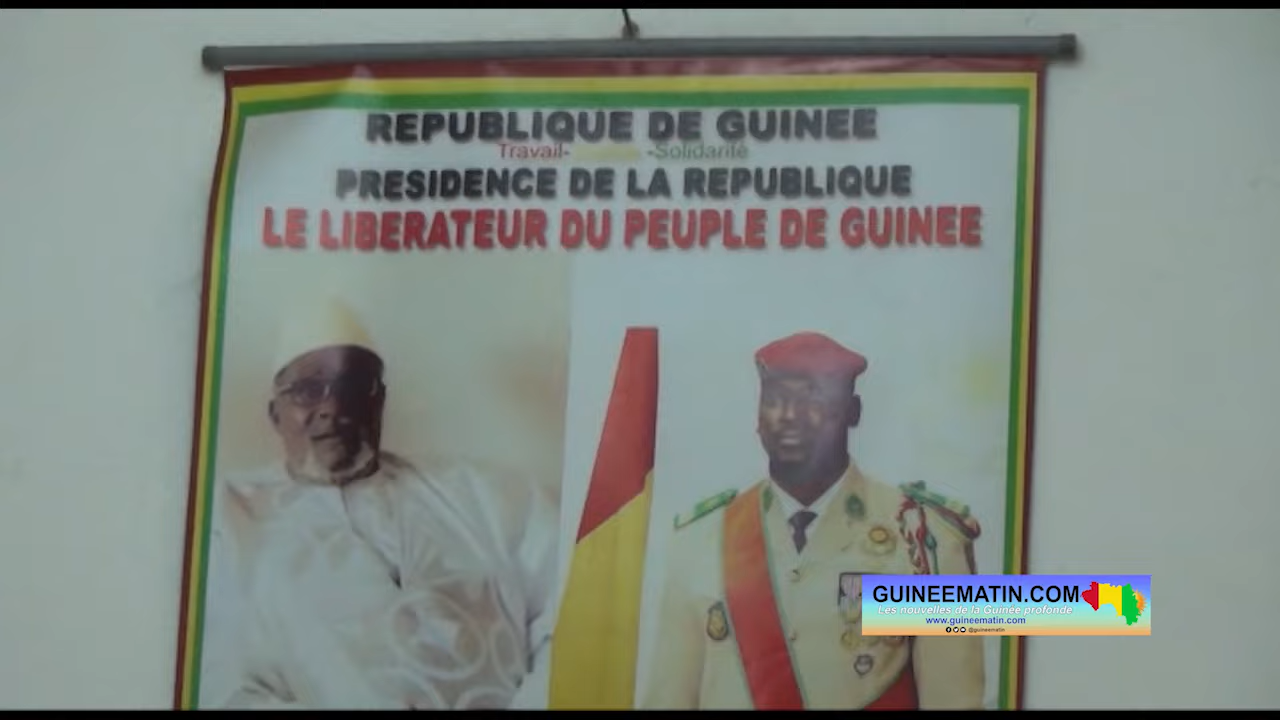 REPUBLIQUE DE GUINEE
Travail- -Solidarité
PRESIDENCE DE LA REPUBLIQUE
LE LIBERATEUR DU PEUPLE DE GUINEE
GUINEEMATIN.COM
Les nouvelles de la Guinée profonde
www.guineematin.com
@guineematin